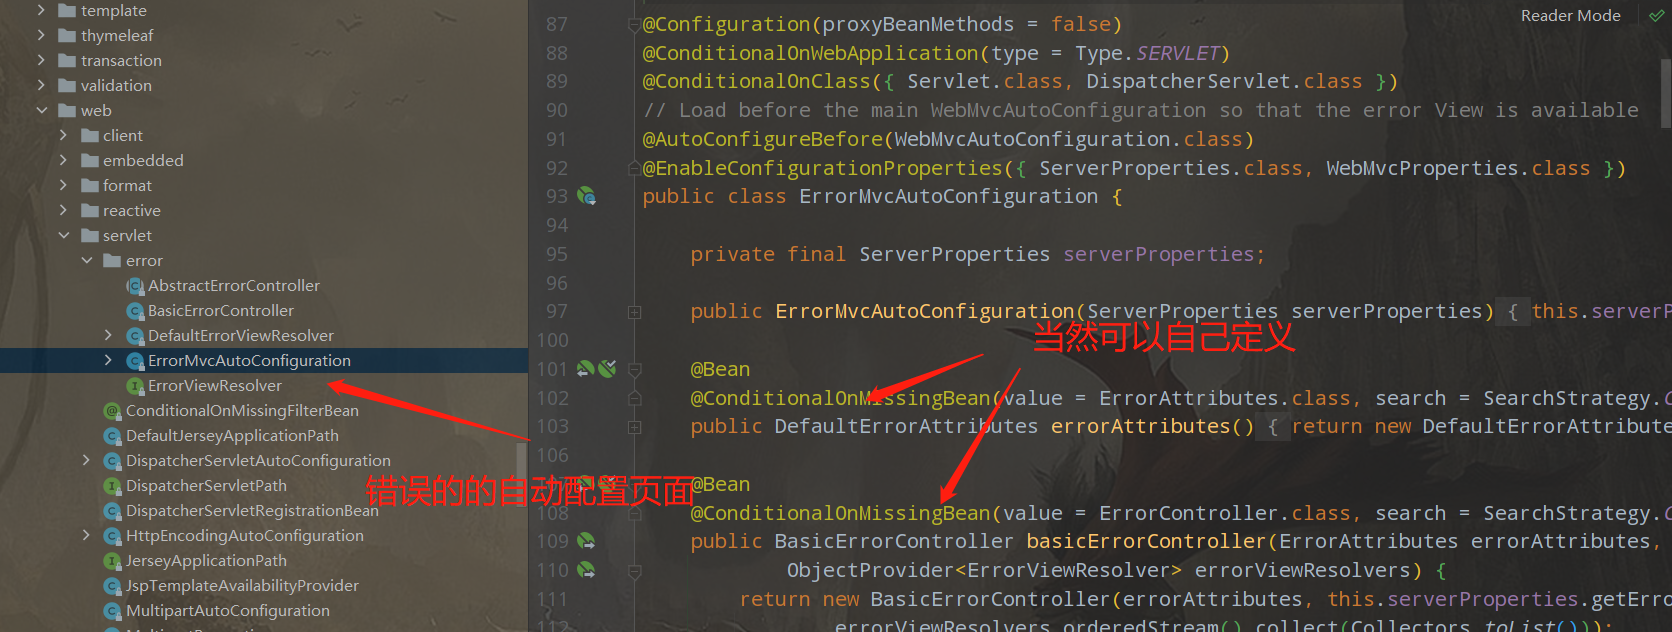 template
thymeleaf
transaction
validation
web
client
embedded
format
reactive
servlet
error
AbstractErrorController
BasicErrorController
DefaultErrorViewResolver
ErrorMvcAutoConfiguration
ErrorViewResolver
ConditionalOnMissingFilterBean
DefaultJerseyApplicationPath
DispatcherServletAutoConfiguration
DispatcherServletPath
DispatcherServletRegistrationBean
HttpEncodingAutoConfiguration
JerseyApplicationPath
JspTemplateAvailabilityProvider
MultipartAutoConfiguration
错误的的自动配置页面
Reader Mode
87 @Configuration(proxyBeanMethods = false)
88 @ConditionalOnWebApplication(type = Type.SERVLET)
89 @ConditionalOnClass({ Servlet.class, DispatcherServlet.class })
90 // Load before the main WebMvcAutoConfiguration so that the error View is available
91 @AutoConfigureBefore(WebMvcAutoConfiguration.class)
92 @EnableConfigurationProperties({ ServerProperties.class, WebMvcProperties.class })
93 public class ErrorMvcAutoConfiguration {
94
95 private final ServerProperties serverProperties;
96
97 public ErrorMvcAutoConfiguration(ServerProperties serverProperties) { this.serverP
当然可以自己定义
100
101 @Bean
102 @ConditionalOnMissingBean(value = ErrorAttributes.class, search = SearchStrategy.C
103 public DefaultErrorAttributes errorAttributes() { return new DefaultErrorAttribute
106
@Bean
108 @ConditionalOnMissingBean(value = ErrorController.class, search = SearchStrategy.C
109 public BasicErrorController basicErrorController(ErrorAttributes errorAttributes,
110 ObjectProvider<ErrorViewResolver> errorViewResolvers) {
111 return new BasicErrorController(errorAttributes, this.serverProperties.getErro
112 errorViewResolvers.orderedStream().collect(Collectors.toList()));